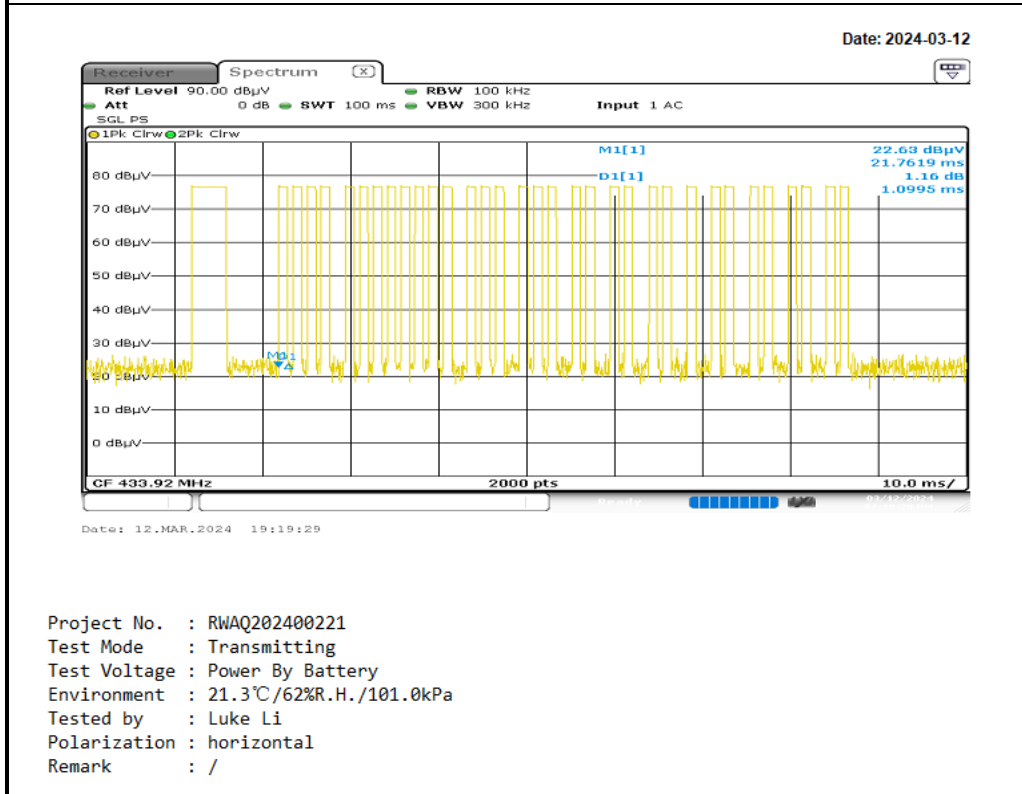 Date: 2024-03-12
Receiver Spectrum X
Ref Level 90.00 dBµV RBW 100 kHz
Att 0 dB SWT 100 ms VBW 300 kHz Input 1 AC
SGL PS
1Pk Clrw 2Pk Clrw
M1[1] 22.63 dBµV
21.7619 ms
D1[1] 1.16 dB
1.0995 ms
80 dBµV
70 dBµV
60 dBµV
50 dBµV
40 dBµV
30 dBµV
20 dBµV
10 dBµV
0 dBµV
CF 433.92 MHz 2000 pts 10.0 ms/
03/12/2024
Date: 12.MAR.2024 19:19:29
Project No. : RWAQ202400221
Test Mode : Transmitting
Test Voltage : Power By Battery
Environment : 21.3℃/62%R.H./101.0kPa
Tested by : Luke Li
Polarization : horizontal
Remark : /